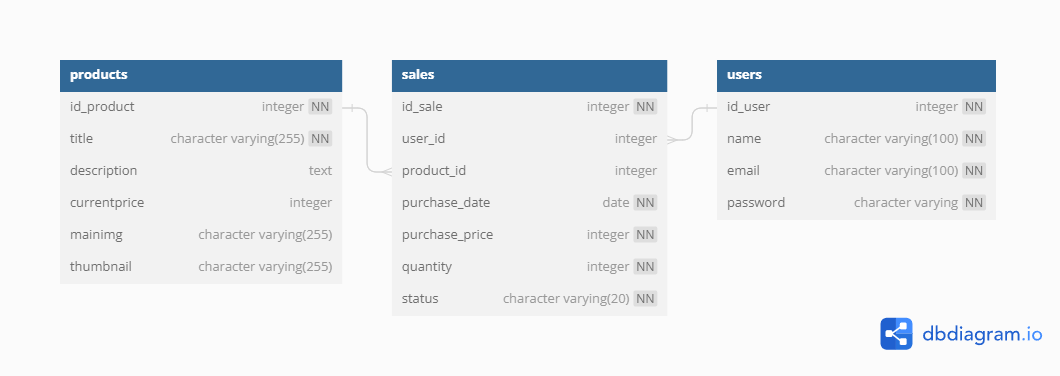 products
id_product integer NN
title character varying(255) NN
description text
currentprice integer
mainimg character varying(255)
thumbnail character varying(255)
sales
id_sale integer NN
user_id integer
product_id integer
purchase_date date NN
purchase_price integer NN
quantity integer NN
status character varying(20) NN
users
id_user integer NN
name character varying(100) NN
email character varying(100) NN
password character varying NN
dbdiagram.io